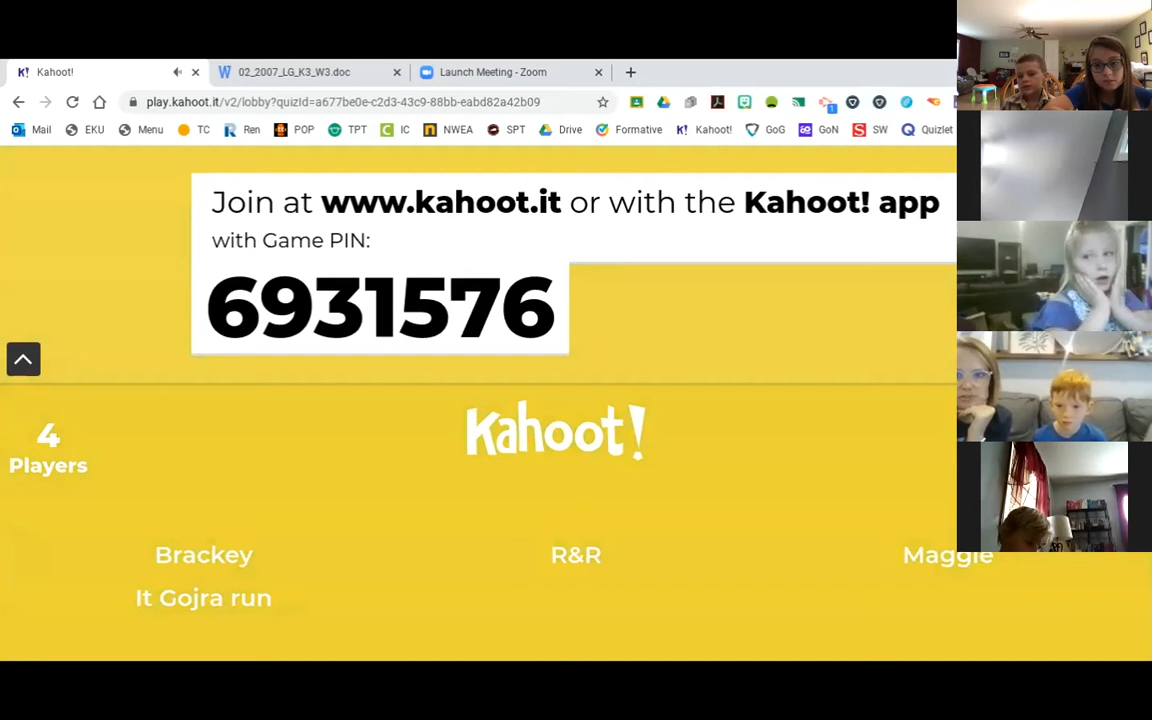 Kahoot!
02_2007_LG_K3_W3.doc
Launch Meeting - Zoom
play.kahoot.it/v2/lobby?quizId=a677be0e-c2d3-43c9-88bb-eabd82a42b09
Mail EKU Menu TC Ren POP TPT IC NWEA SPT Drive Formative Kahoot! GoG GoN SW Quizlet
Join at www.kahoot.it or with the Kahoot! app
with Game PIN:
6931576
4
Players
Kahoot!
Brackey R&R Maggie
It Gojra run